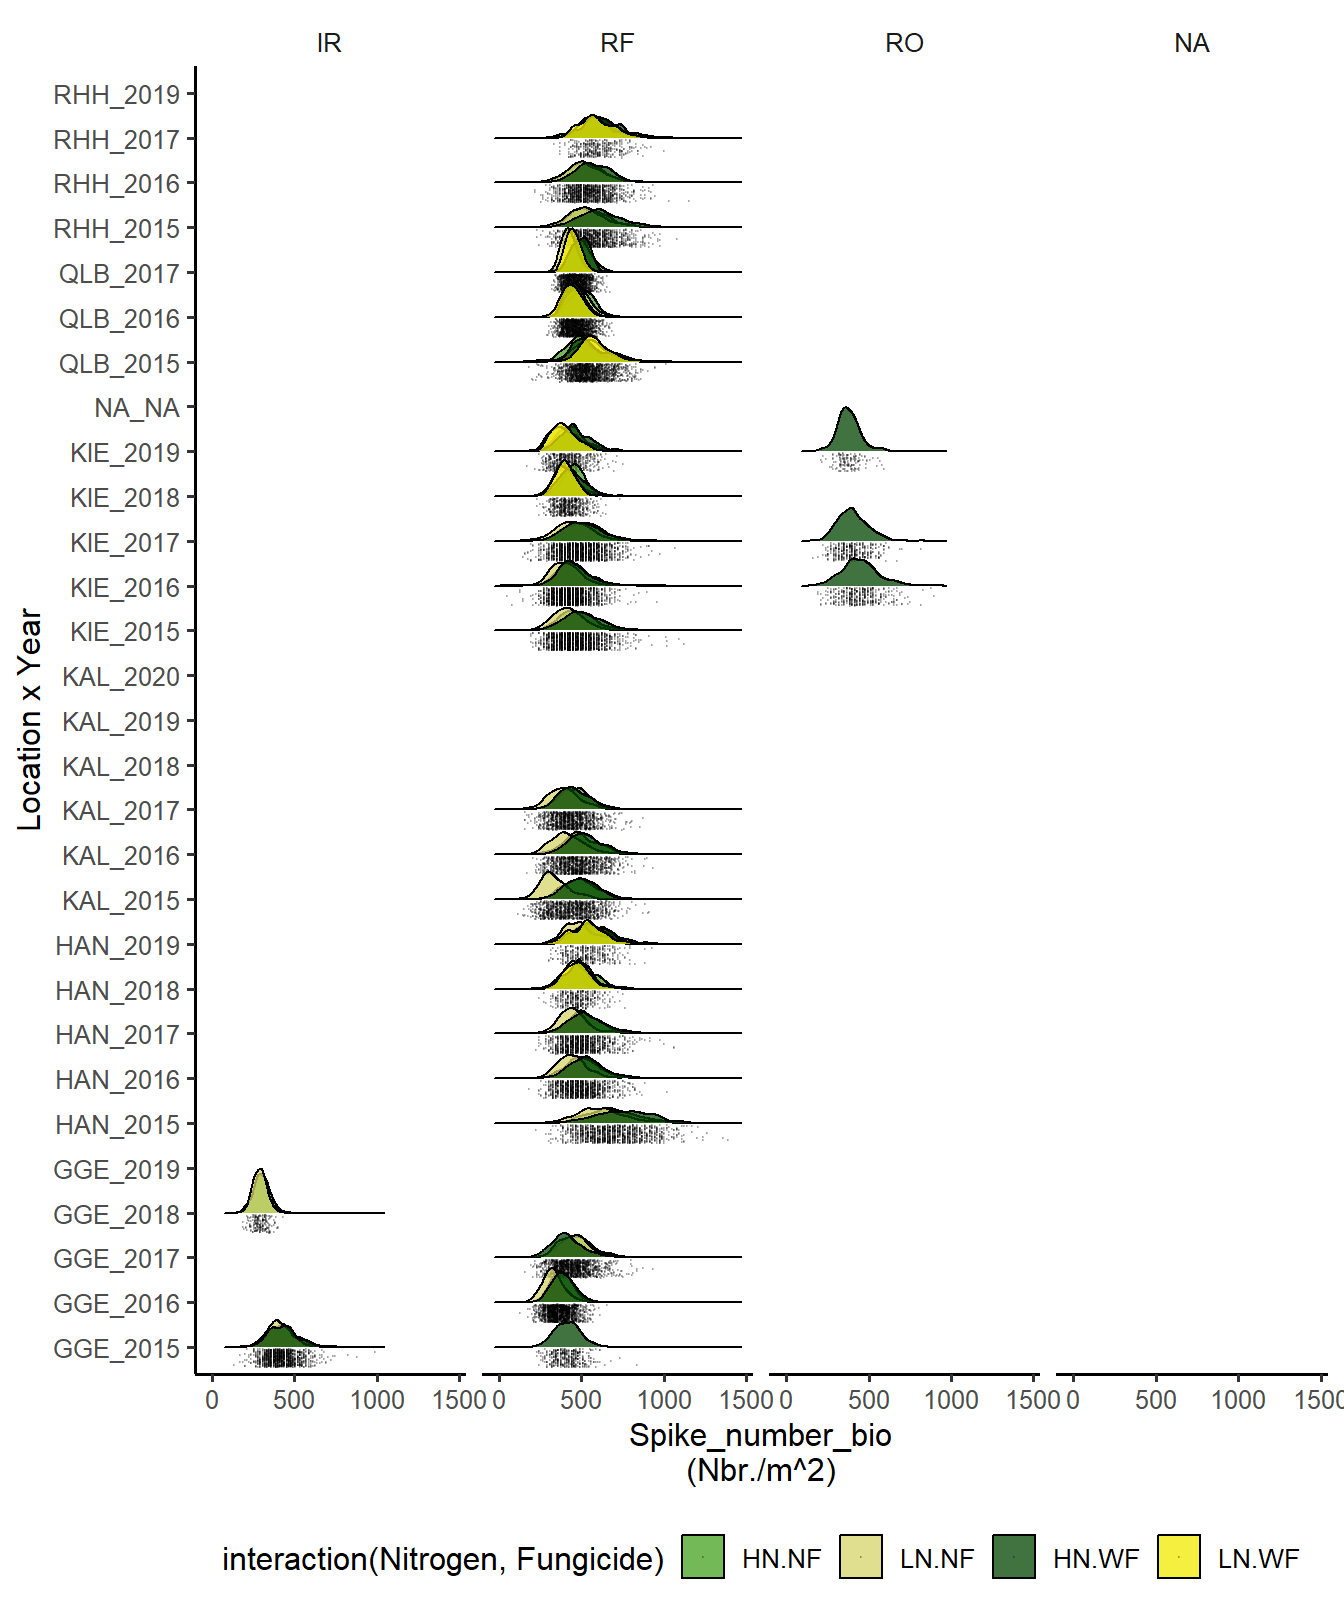 IR RF RO NA
RHH_2019
RHH_2017
RHH_2016
RHH_2015
QLB_2017
QLB_2016
QLB_2015
NA_NA
KIE_2019
KIE_2018
KIE_2017
KIE_2016
KIE_2015
KAL_2020
KAL_2019
KAL_2018
KAL_2017
KAL_2016
KAL_2015
HAN_2019
HAN_2018
HAN_2017
HAN_2016
HAN_2015
GGE_2019
GGE_2018
GGE_2017
GGE_2016
GGE_2015
Location x Year
0 500 1000 1500 0 500 1000 1500 0 500 1000 1500 0 500 1000 1500
Spike_number_bio
(Nbr./m^2)
interaction(Nitrogen, Fungicide) HN.NF LN.NF HN.WF LN.WF